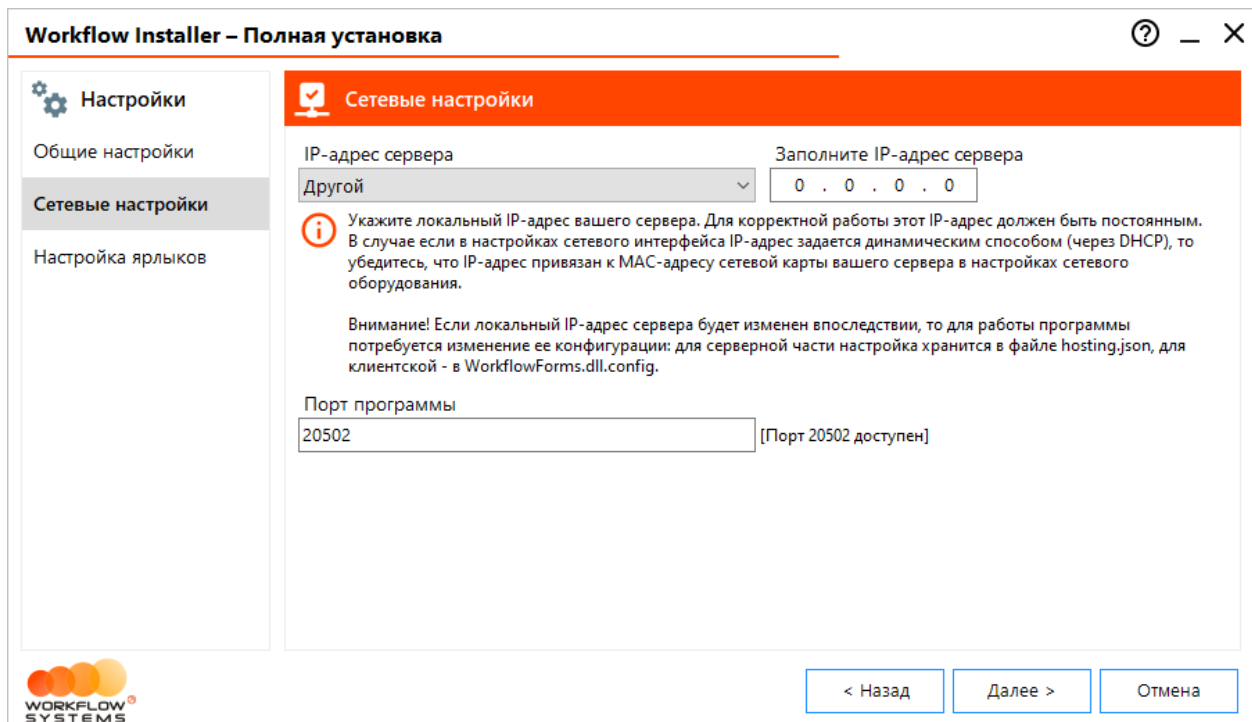 Workflow Installer – Полная установка
Настройки
Общие настройки
Сетевые настройки
Настройка ярлыков
Сетевые настройки
IP-адрес сервера
Заполните IP-адрес сервера
Другой
0 . 0 . 0 . 0
Укажите локальный IP-адрес вашего сервера. Для корректной работы этот IP-адрес должен быть постоянным.
В случае если в настройках сетевого интерфейса IP-адрес задается динамическим способом (через DHCP), то
убедитесь, что IP-адрес привязан к MAC-адресу сетевой карты вашего сервера в настройках сетевого
оборудования.
Внимание! Если локальный IP-адрес сервера будет изменен впоследствии, то для работы программы
потребуется изменение ее конфигурации: для серверной части настройка хранится в файле hosting.json, для
клиентской - в WorkflowForms.dll.config.
Порт программы
20502
[Порт 20502 доступен]
WORKFLOW®
SYSTEMS
< Назад
Далее >
Отмена